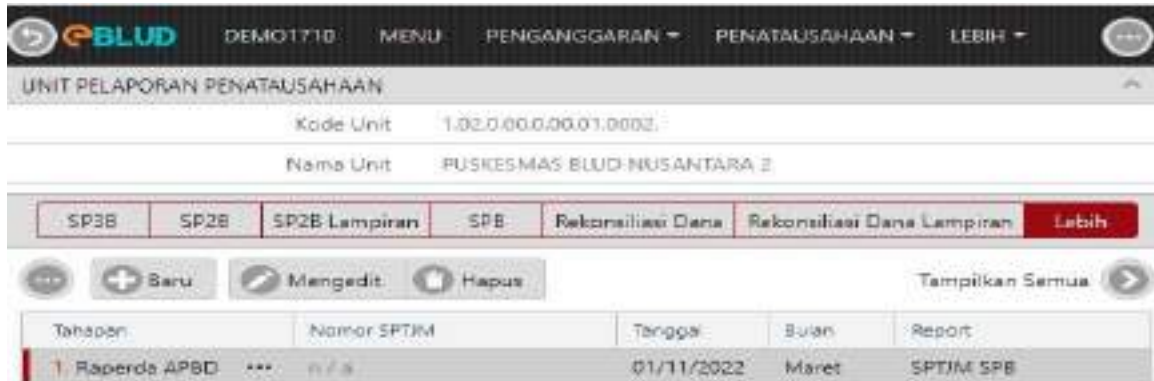 eBLUD DEMO1710 MENU PENGANGGARAN PENATAUSAHAAN LEBIH
UNIT PELAPORAN PENATAUSAHAAN
Kode Unit 1.02.0.00.0.00.01.0002.
Nama Unit PUSKESMAS BLUD NUSANTARA 2
SP3B SP2B SP2B Lampiran SPB Rekonsiliasi Dana Rekonsiliasi Dana Lampiran Lebih
Baru Mengedit Hapus Tampilkan Semua
Tahapan Nomor SPTJM Tanggal Bulan Report
1. Raperda APBD ••• n / a 01/11/2022 Maret SPTJM SPB